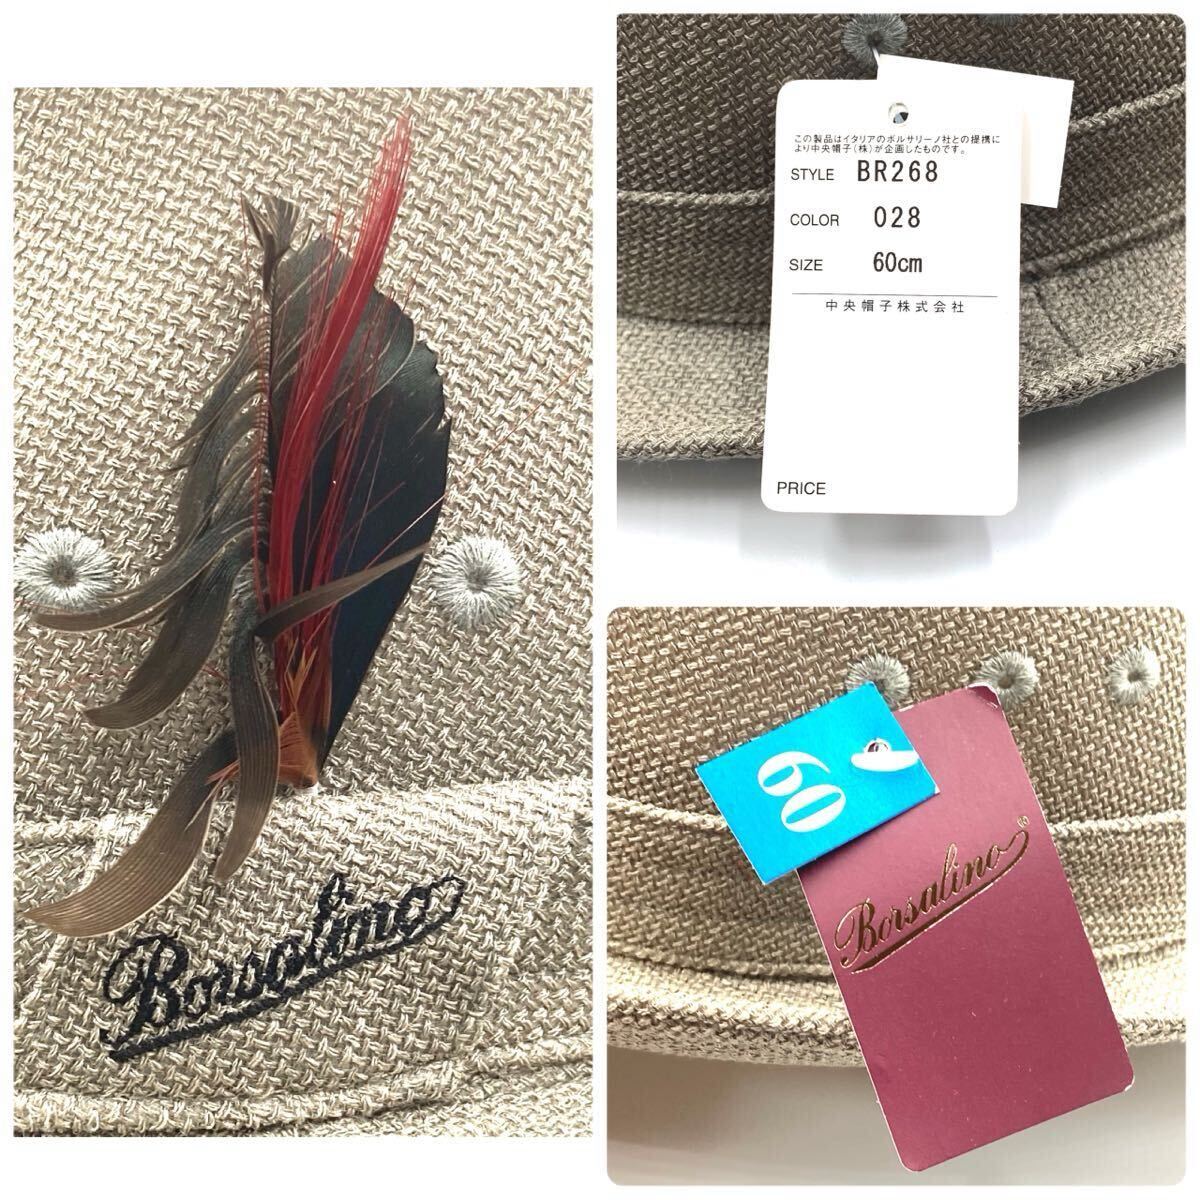 Borsalino
この製品はイタリアのボルサリーノ社との提携に
より中央帽子(株)が企画したものです。
STYLE BR268
COLOR 028
SIZE 60cm
中央帽子株式会社
PRICE
60
Borsalino®